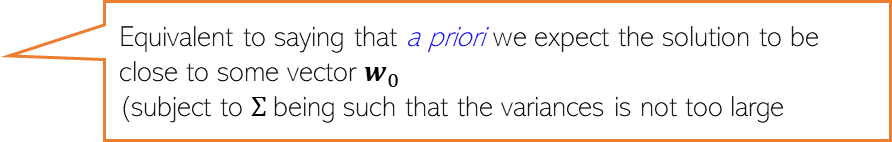 Equivalent to saying that a priori we expect the solution to be
close to some vector w₀
(subject to Σ being such that the variances is not too large